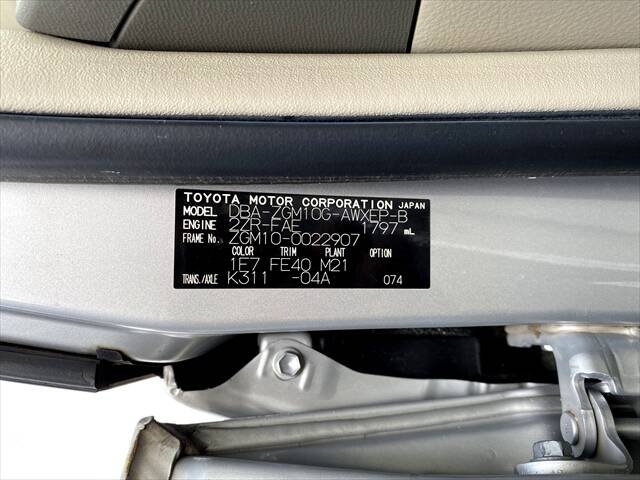 TOYOTA MOTOR CORPORATION JAPAN
MODEL DBA-ZGM10G-AWXEP-B
ENGINE 2ZR-FAE 1797 mL
FRAME No. ZGM10-0022907
COLOR TRIM PLANT OPTION
1E7 FE40 M21
TRANS./AXLE K311 -04A 074